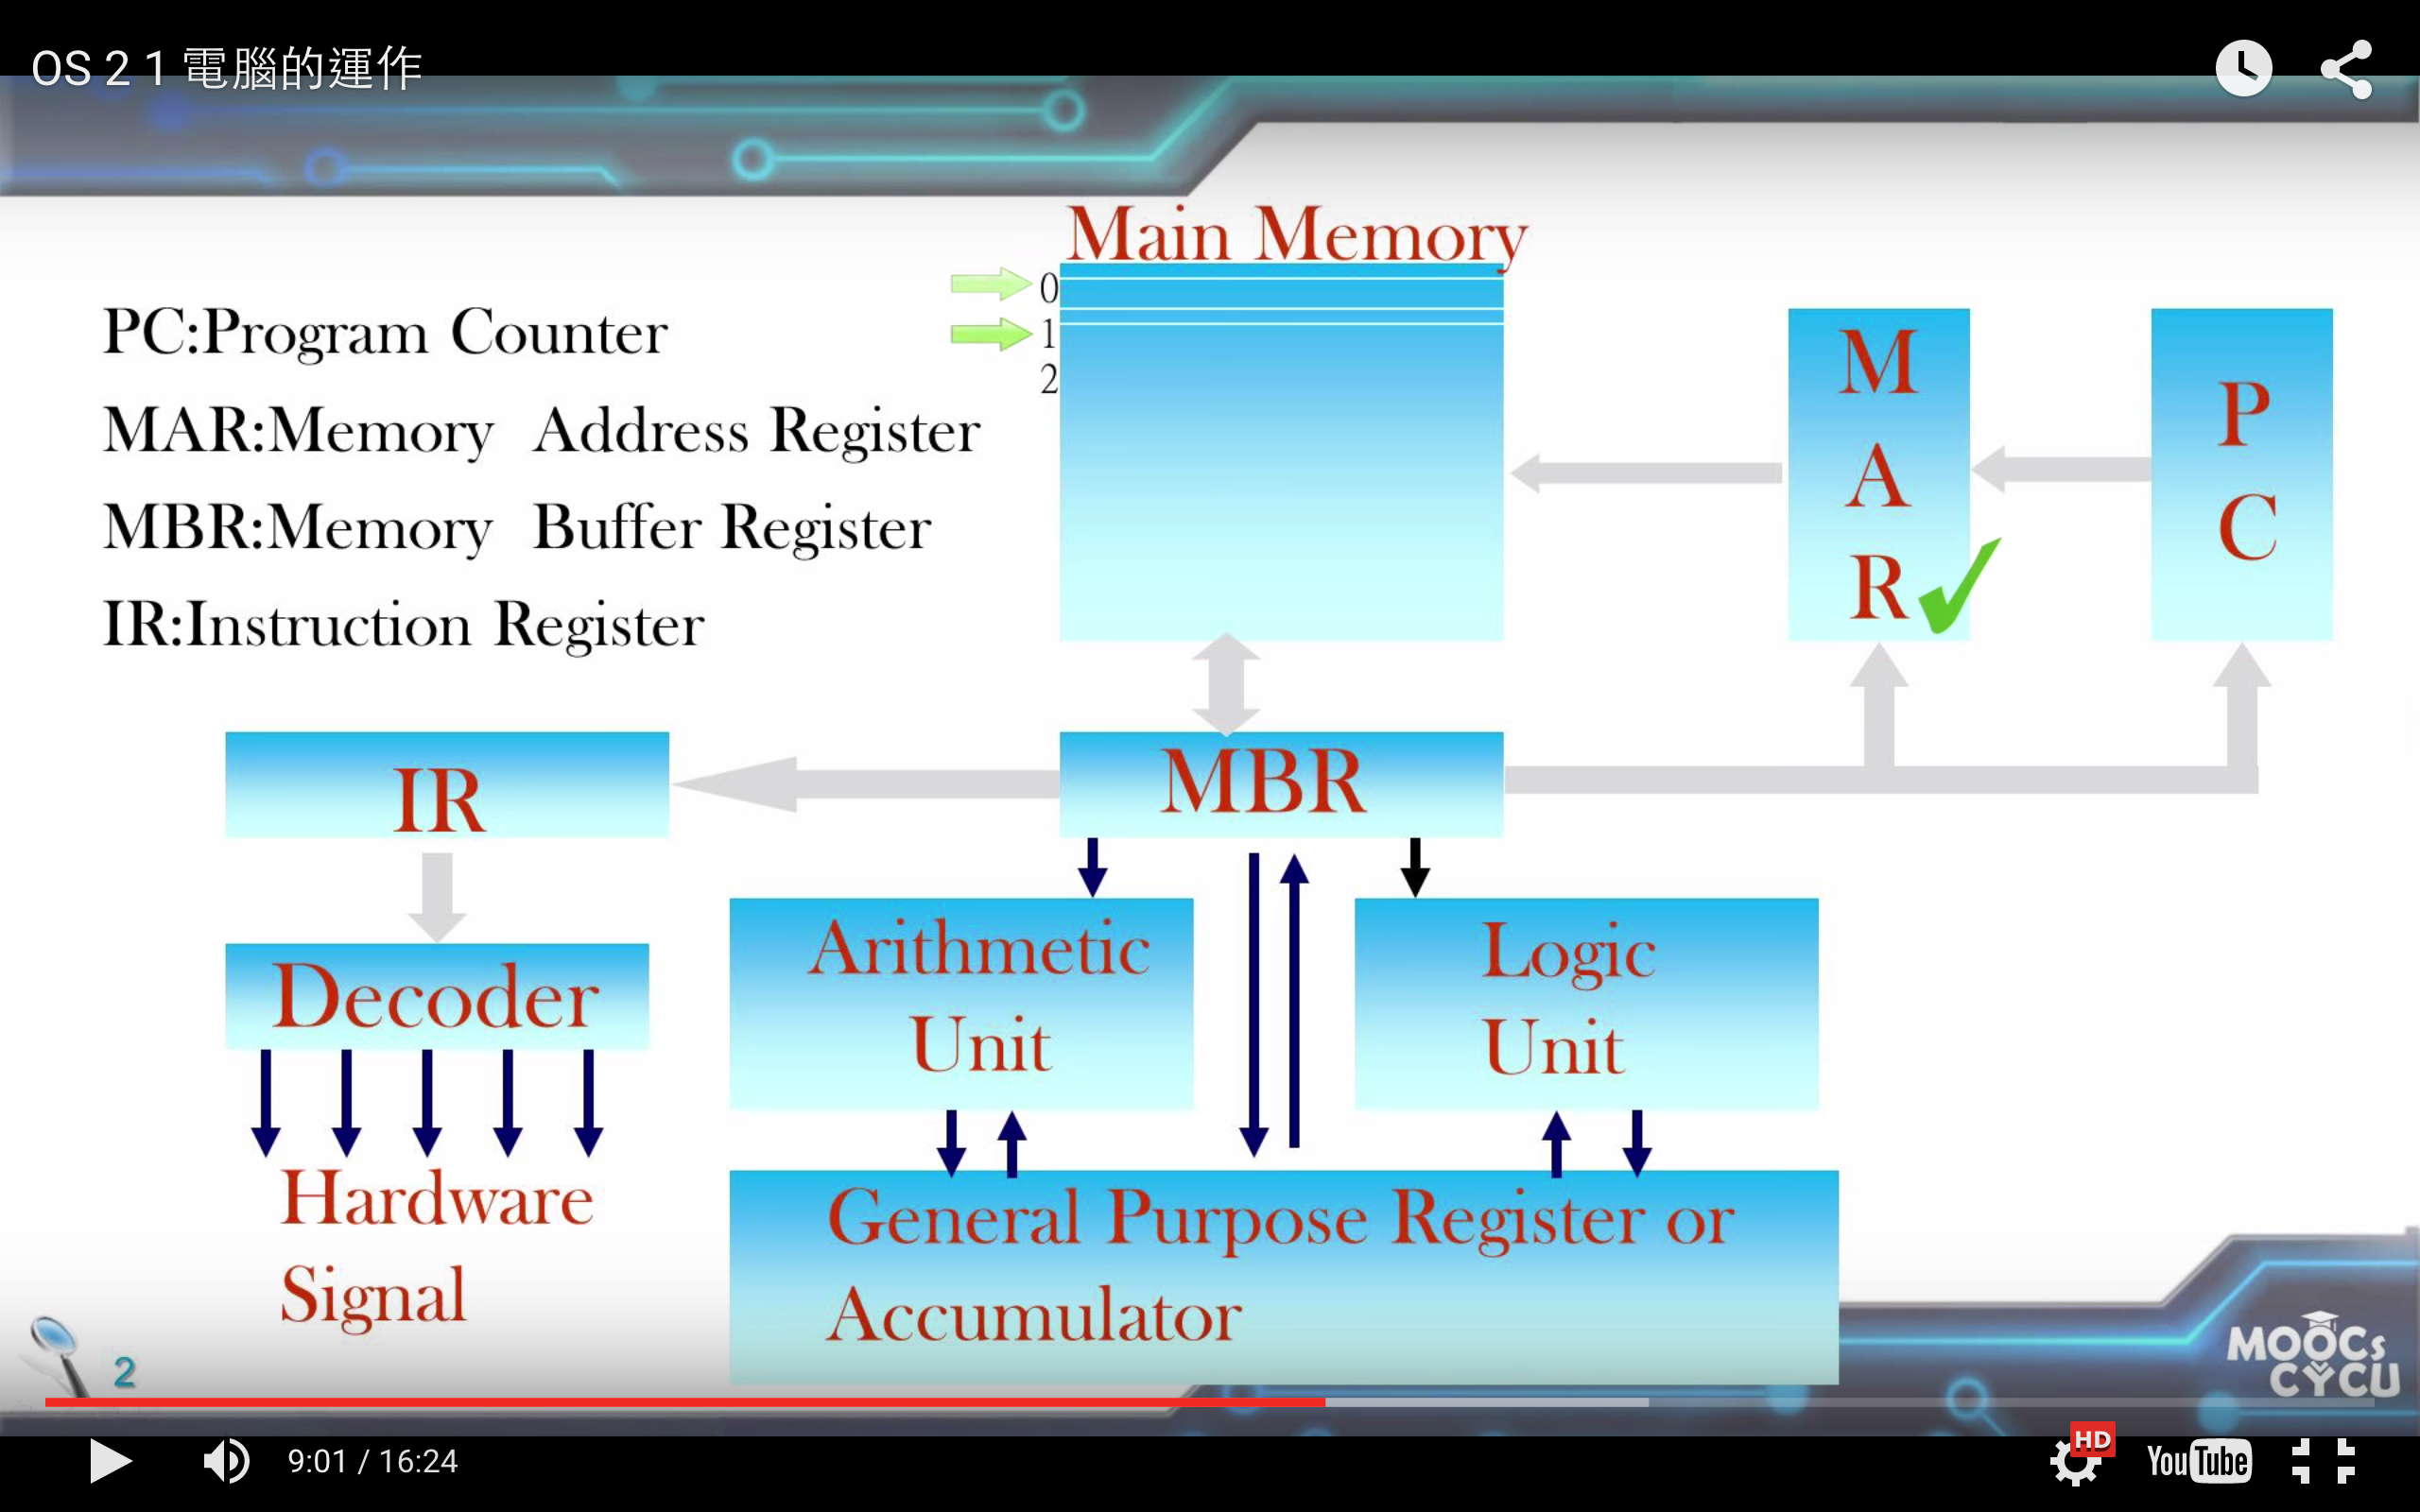 OS 2 1 電腦的運作
Main Memory
0
1
2
PC:Program Counter
MAR:Memory Address Register
MBR:Memory Buffer Register
IR:Instruction Register
M
A
R
P
C
IR
MBR
Decoder
Arithmetic
Unit
Logic
Unit
Hardware
Signal
General Purpose Register or
Accumulator
2
MOOCs
CYCU
9:01 / 16:24
HD
YouTube